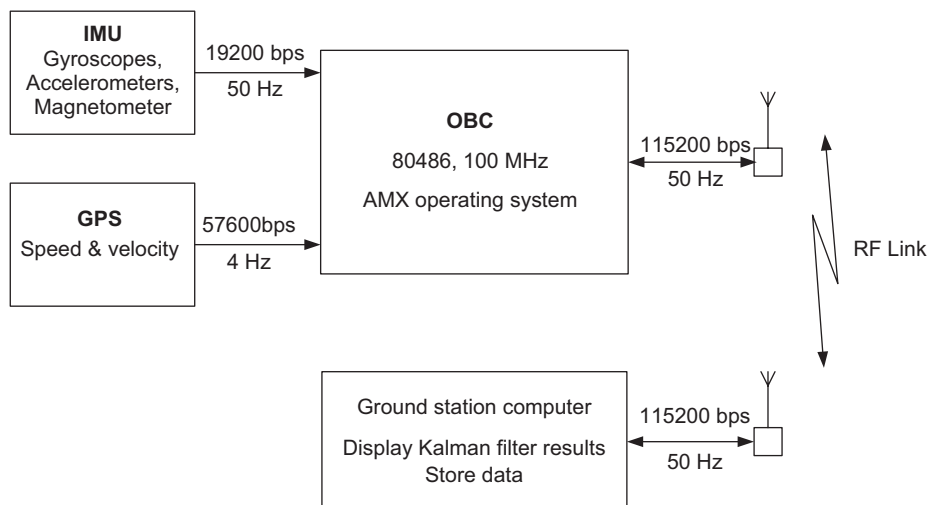 IMU
Gyroscopes,
Accelerometers,
Magnetometer
19200 bps
50 Hz
OBC
80486, 100 MHz
AMX operating system
115200 bps
50 Hz
GPS
Speed & velocity
57600bps
4 Hz
RF Link
Ground station computer
Display Kalman filter results
Store data
115200 bps
50 Hz